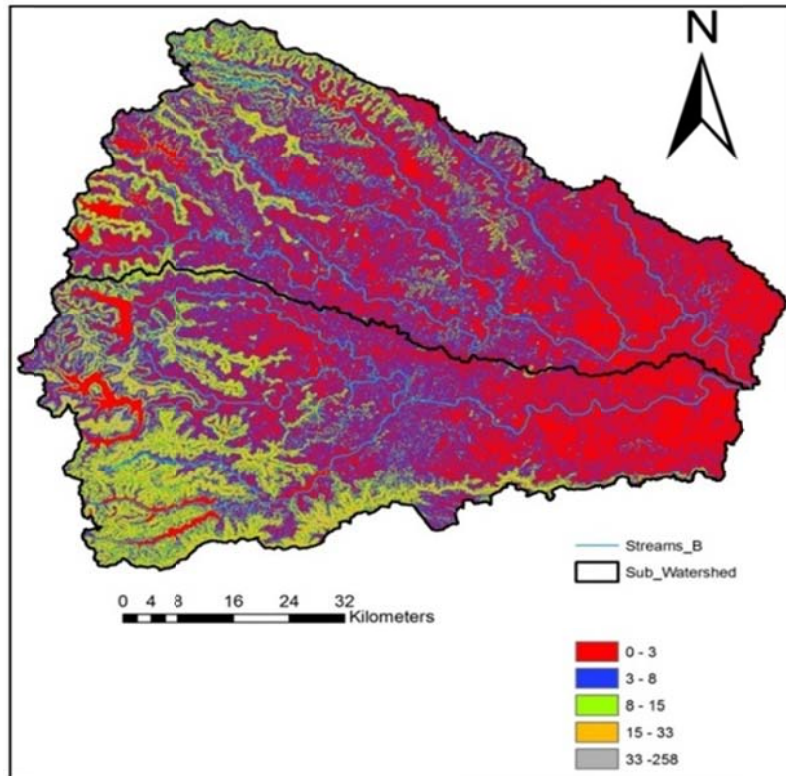 N
Streams_B
Sub_Watershed
0 4 8 16 24 32
Kilometers
0 - 3
3 - 8
8 - 15
15 - 33
33 -258